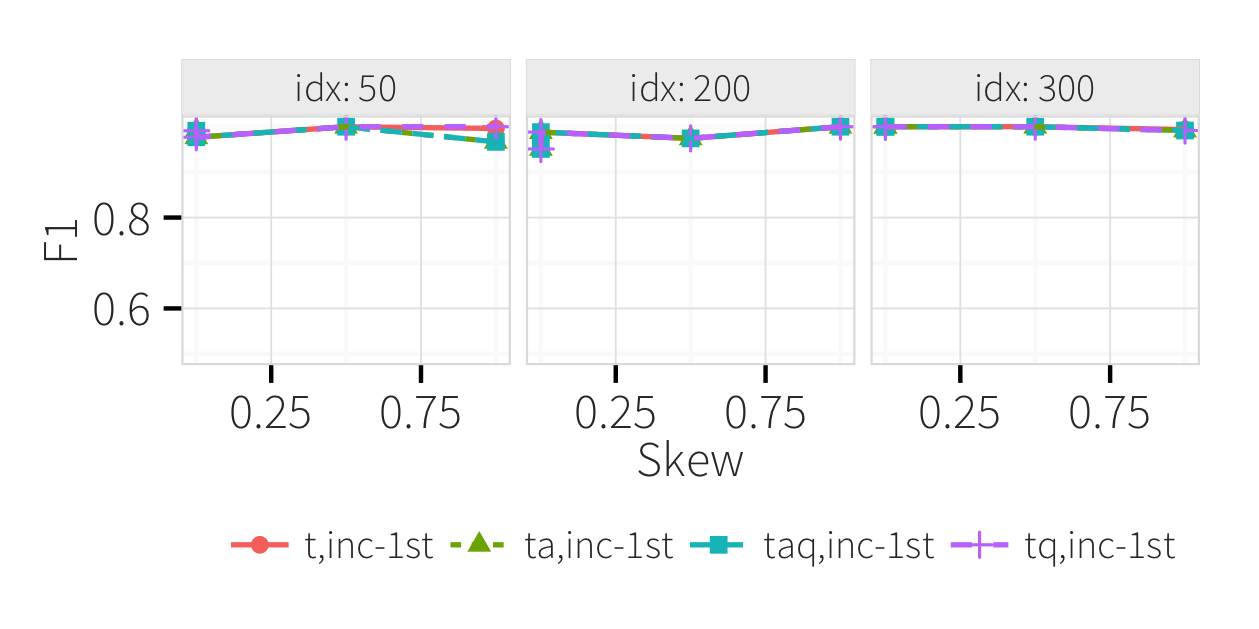 idx: 50 idx: 200 idx: 300
F1
0.8
0.6
0.25 0.75 0.25 0.75 0.25 0.75
Skew
t,inc-1st ta,inc-1st taq,inc-1st tq,inc-1st